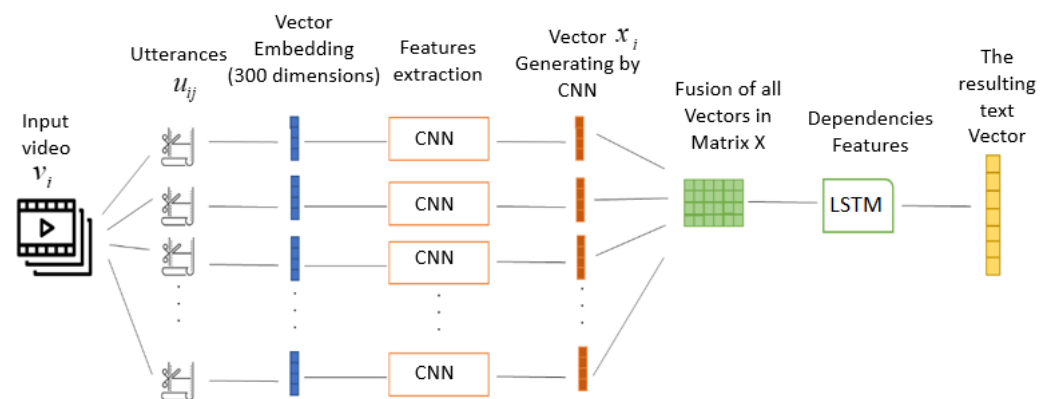 Input
video
v_i
Utterances
u_ij
Vector
Embedding
(300 dimensions)
Features
extraction
Vector x_i
Generating by
CNN
Fusion of all
Vectors in
Matrix X
Dependencies
Features
The
resulting
text
Vector
CNN
CNN
CNN
CNN
LSTM